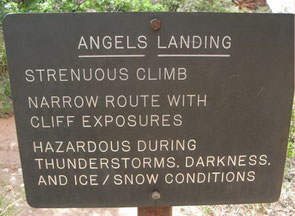 ANGELS LANDING
STRENUOUS CLIMB
NARROW ROUTE WITH
CLIFF EXPOSURES
HAZARDOUS DURING
THUNDERSTORMS, DARKNESS,
AND ICE/SNOW CONDITIONS